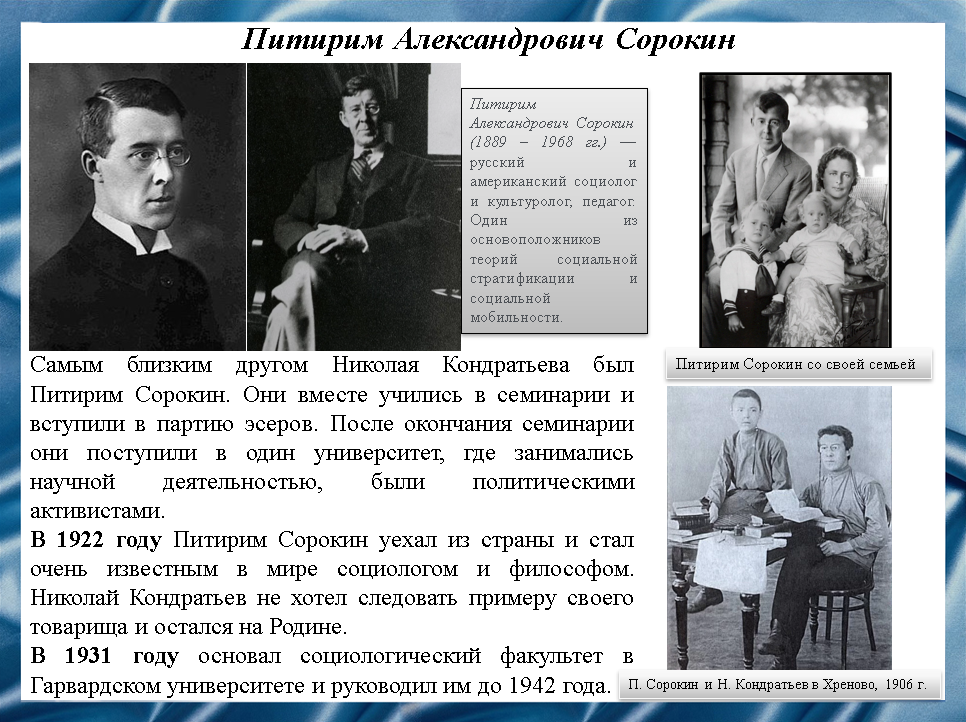 Питирим Александрович Сорокин
Питирим
Александрович Сорокин
(1889 – 1968 гг.) —
русский и
американский социолог
и культуролог, педагог.
Один из
основоположников
теорий социальной
стратификации и
социальной
мобильности.
Питирим Сорокин со своей семьей
Самым близким другом Николая Кондратьева был
Питирим Сорокин. Они вместе учились в семинарии и
вступили в партию эсеров. После окончания семинарии
они поступили в один университет, где занимались
научной деятельностью, были политическими
активистами.
В 1922 году Питирим Сорокин уехал из страны и стал
очень известным в мире социологом и философом.
Николай Кондратьев не хотел следовать примеру своего
товарища и остался на Родине.
В 1931 году основал социологический факультет в
Гарвардском университете и руководил им до 1942 года.
П. Сорокин и Н. Кондратьев в Хреново, 1906 г.